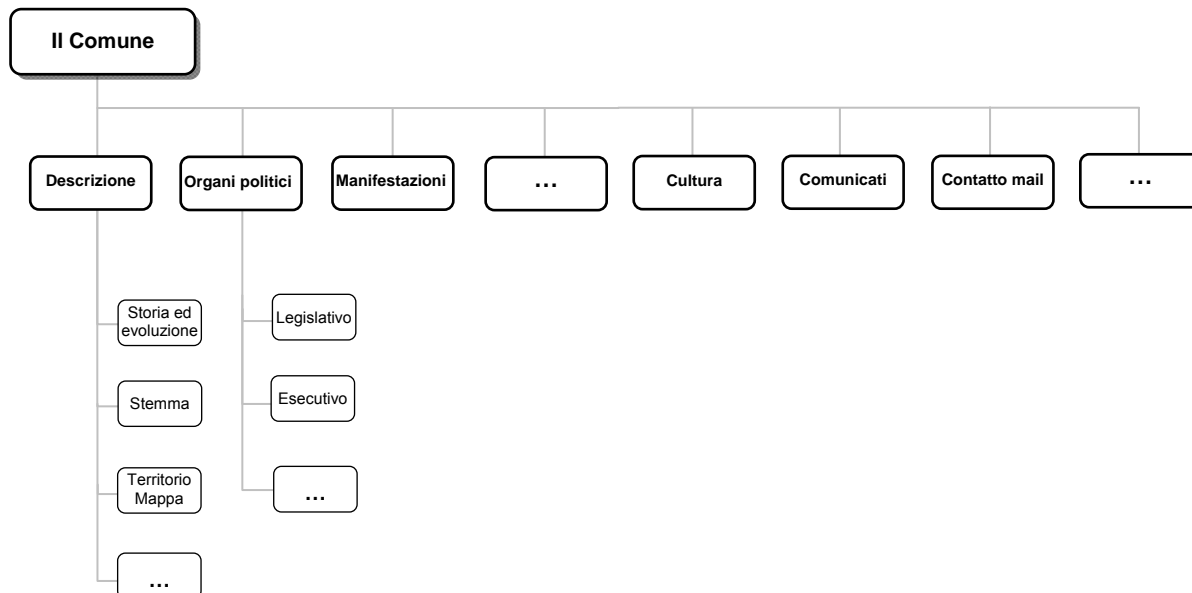 Il Comune
Descrizione
Organi politici
Manifestazioni
...
Cultura
Comunicati
Contatto mail
...
Storia ed
evoluzione
Stemma
Territorio
Mappa
...
Legislativo
Esecutivo
...